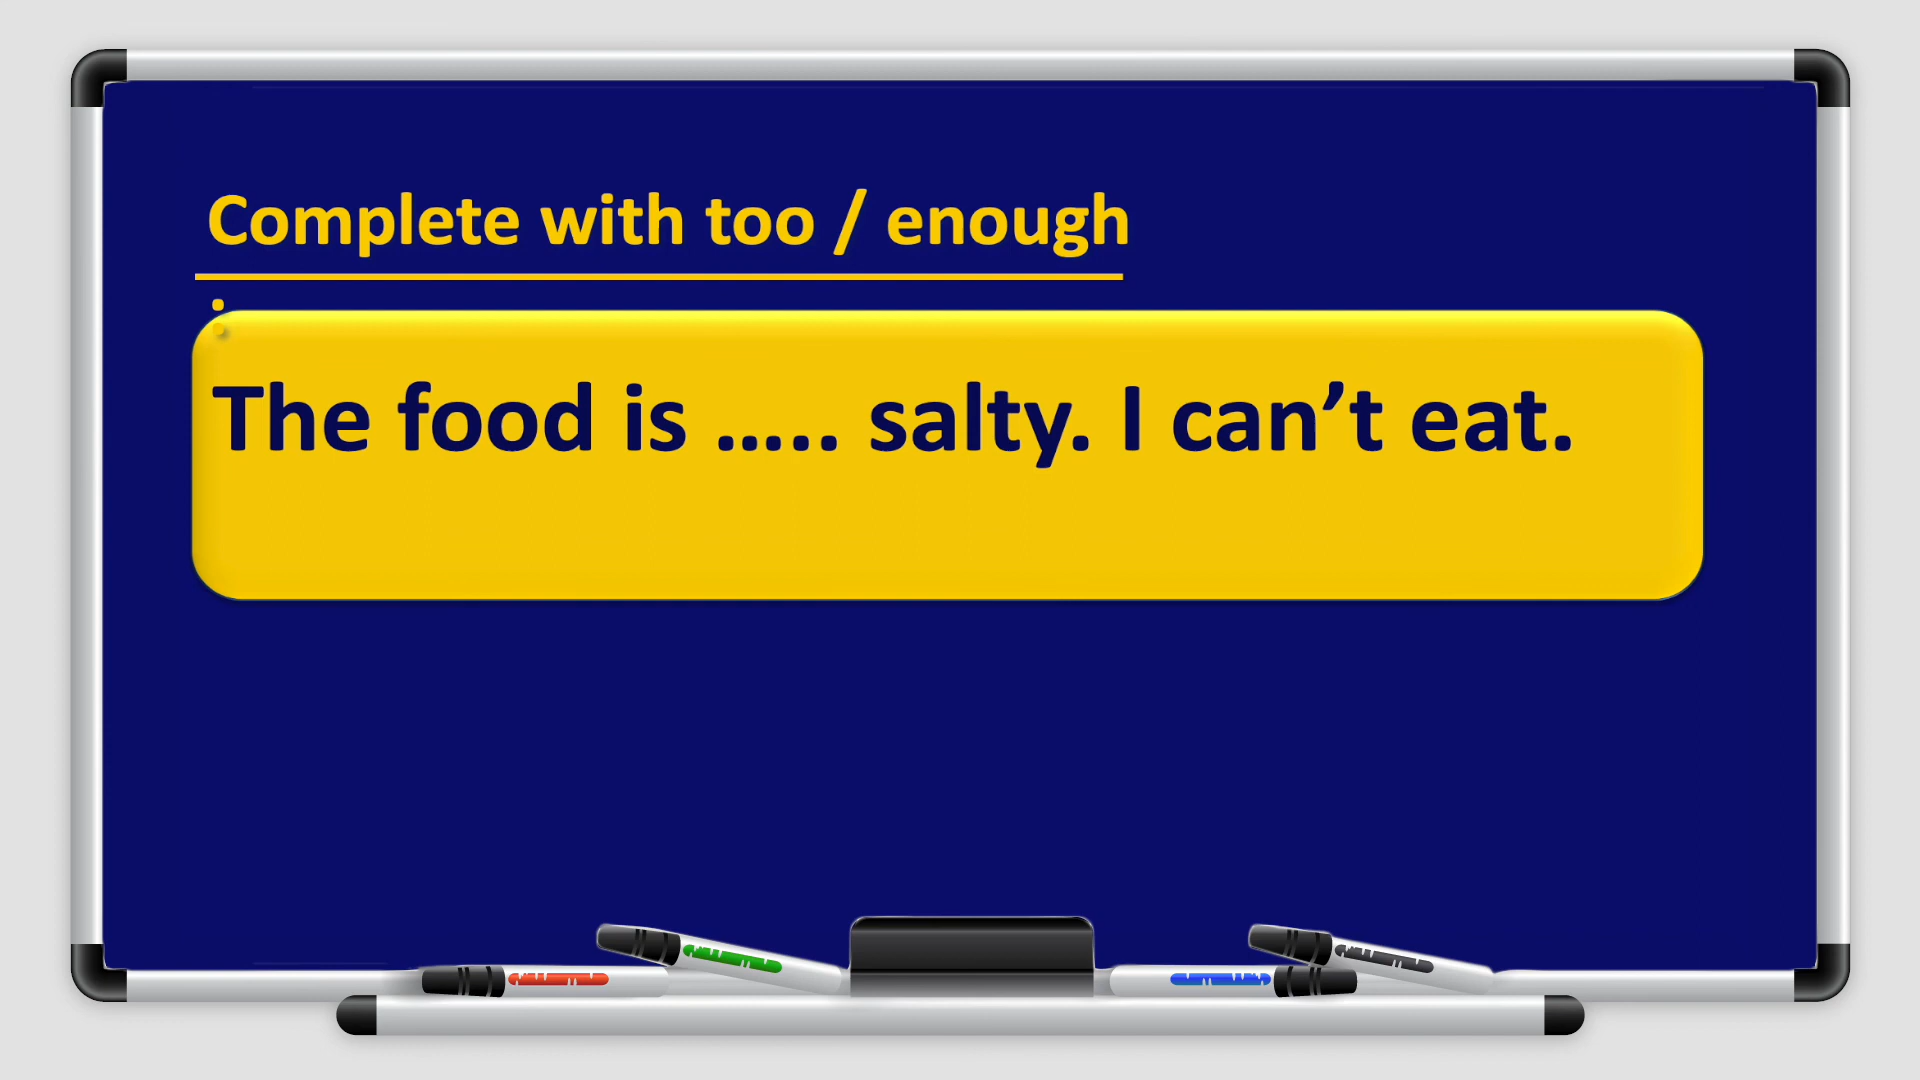 Complete with too / enough
:
The food is ..... salty. I can’t eat.